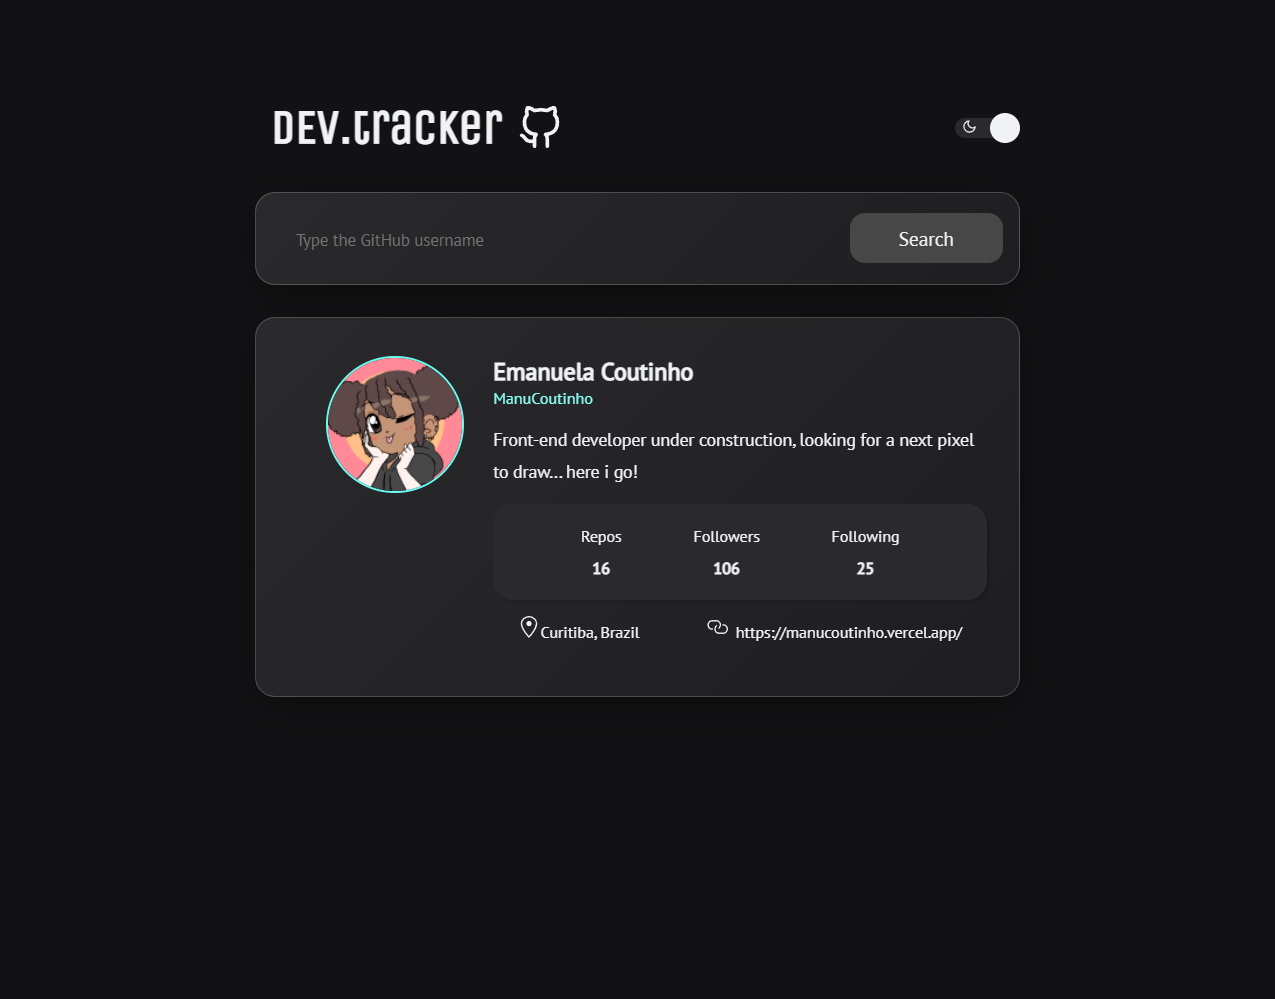 DEV.tracker
Type the GitHub username
Search
Emanuela Coutinho
ManuCoutinho
Front-end developer under construction, looking for a next pixel
to draw... here i go!
Repos Followers Following
16 106 25
Curitiba, Brazil https://manucoutinho.vercel.app/